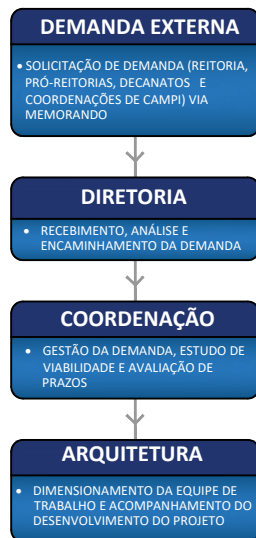 DEMANDA EXTERNA
• SOLICITAÇÃO DE DEMANDA (REITORIA,
PRÓ-REITORIAS, DECANATOS E
COORDENAÇÕES DE CAMPI) VIA
MEMORANDO
DIRETORIA
• RECEBIMENTO, ANÁLISE E
ENCAMINHAMENTO DA DEMANDA
COORDENAÇÃO
• GESTÃO DA DEMANDA, ESTUDO DE
VIABILIDADE E AVALIAÇÃO DE
PRAZOS
ARQUITETURA
• DIMENSIONAMENTO DA EQUIPE DE
TRABALHO E ACOMPANHAMENTO DO
DESENVOLVIMENTO DO PROJETO